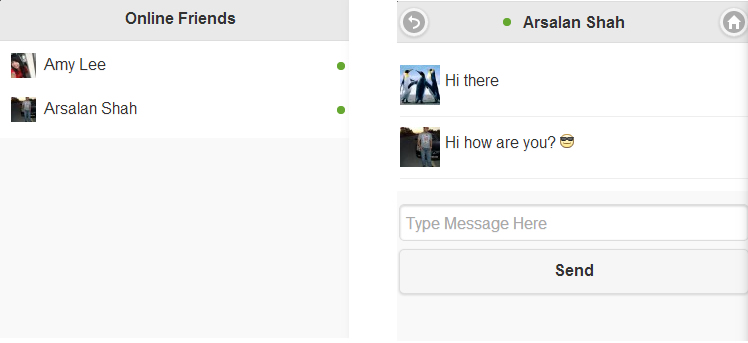 Online Friends
Amy Lee
Arsalan Shah
Arsalan Shah
Hi there
Hi how are you? 😎
Type Message Here
Send